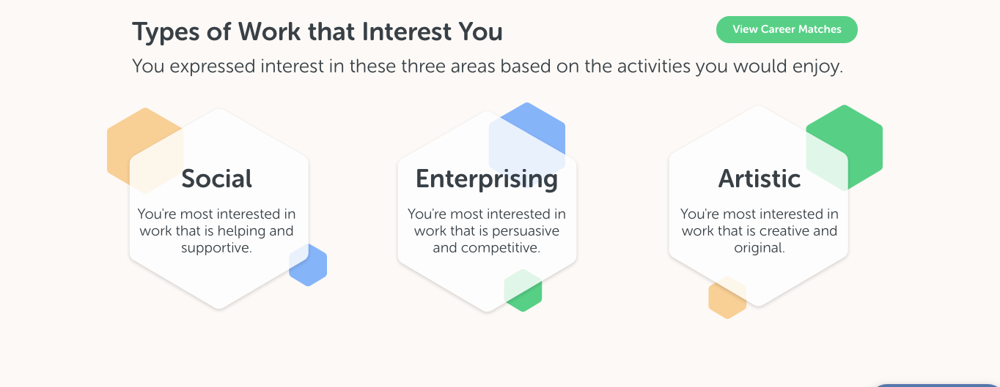 Types of Work that Interest You
View Career Matches
You expressed interest in these three areas based on the activities you would enjoy.
Social
You're most interested in
work that is helping and
supportive.
Enterprising
You're most interested in
work that is persuasive
and competitive.
Artistic
You're most interested in
work that is creative and
original.